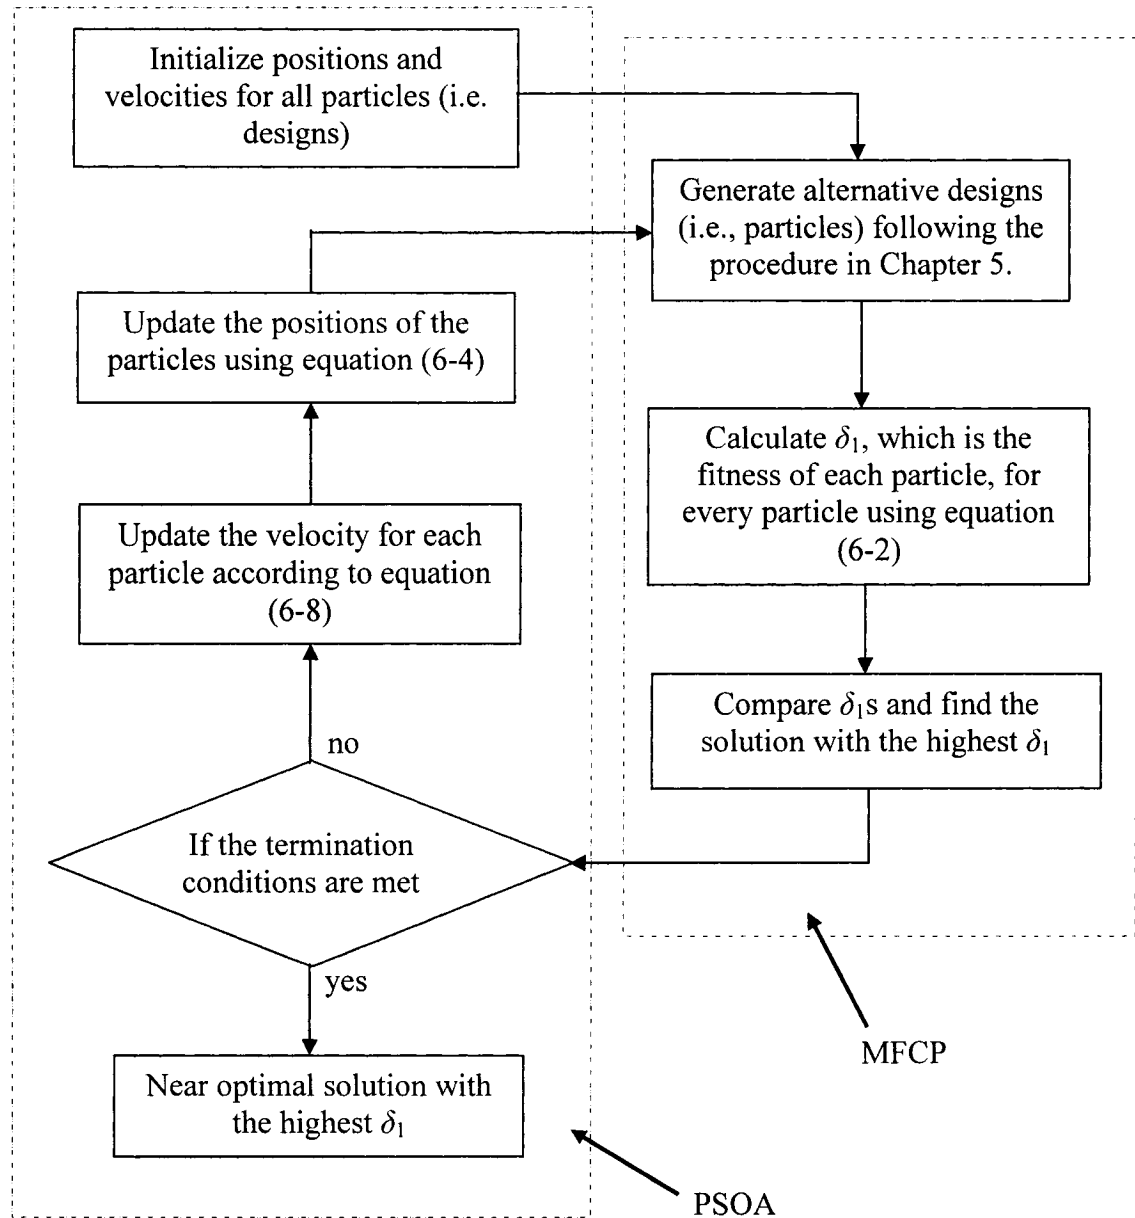 Initialize positions and
velocities for all particles (i.e.
designs)
Generate alternative designs
(i.e., particles) following the
procedure in Chapter 5.
Update the positions of the
particles using equation (6-4)
Calculate δ₁, which is the
fitness of each particle, for
every particle using equation
(6-2)
Update the velocity for each
particle according to equation
(6-8)
Compare δ₁s and find the
solution with the highest δ₁
no
If the termination
conditions are met
yes
MFCP
Near optimal solution with
the highest δ₁
PSOA